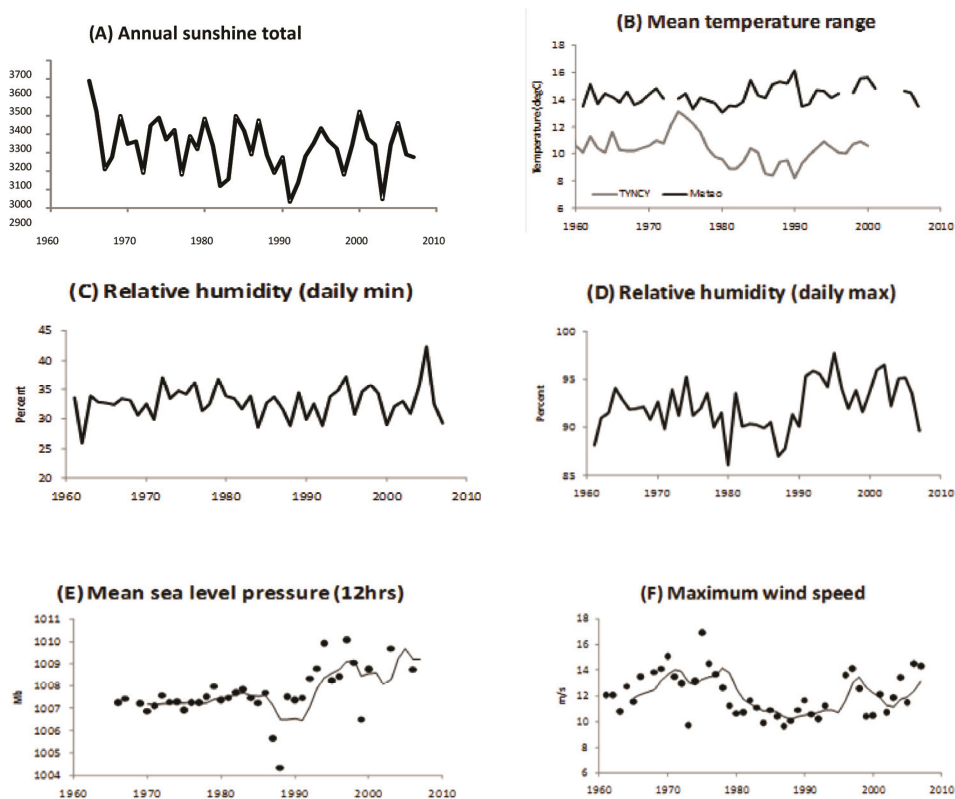 (A) Annual sunshine total
3700
3600
3500
3400
3300
3200
3100
3000
2900
1960 1970 1980 1990 2000 2010
(B) Mean temperature range
Temperature (degC)
18
16
14
12
10
8
6
TYNCY Meteo
1960 1970 1980 1990 2000 2010
(C) Relative humidity (daily min)
Percent
45
40
35
30
25
20
1960 1970 1980 1990 2000 2010
(D) Relative humidity (daily max)
Percent
100
95
90
85
1960 1970 1980 1990 2000 2010
(E) Mean sea level pressure (12hrs)
Mb
1011
1010
1009
1008
1007
1006
1005
1004
1960 1970 1980 1990 2000 2010
(F) Maximum wind speed
m/s
18
16
14
12
10
8
6
1960 1970 1980 1990 2000 2010